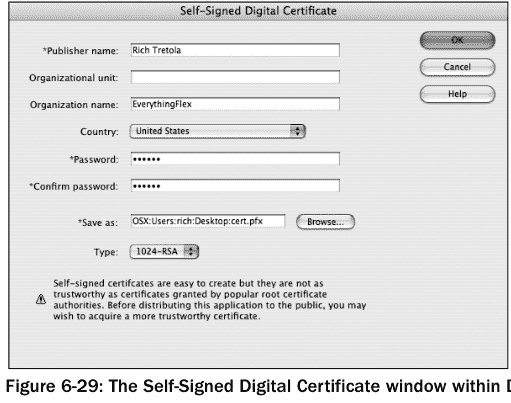 Self-Signed Digital Certificate
*Publisher name: Rich Tretola
OK
Organizational unit:
Cancel
Organization name: EverythingFlex
Help
Country: United States
*Password: ••••••
*Confirm password: ••••••
*Save as: OSX:Users:rich:Desktop:cert.pfx Browse...
Type: 1024-RSA
Self-signed certifcates are easy to create but they are not as
trustworthy as certificates granted by popular root certificate
authorities. Before distributing this application to the public, you may
wish to acquire a more trustworthy certificate.
Figure 6-29: The Self-Signed Digital Certificate window within